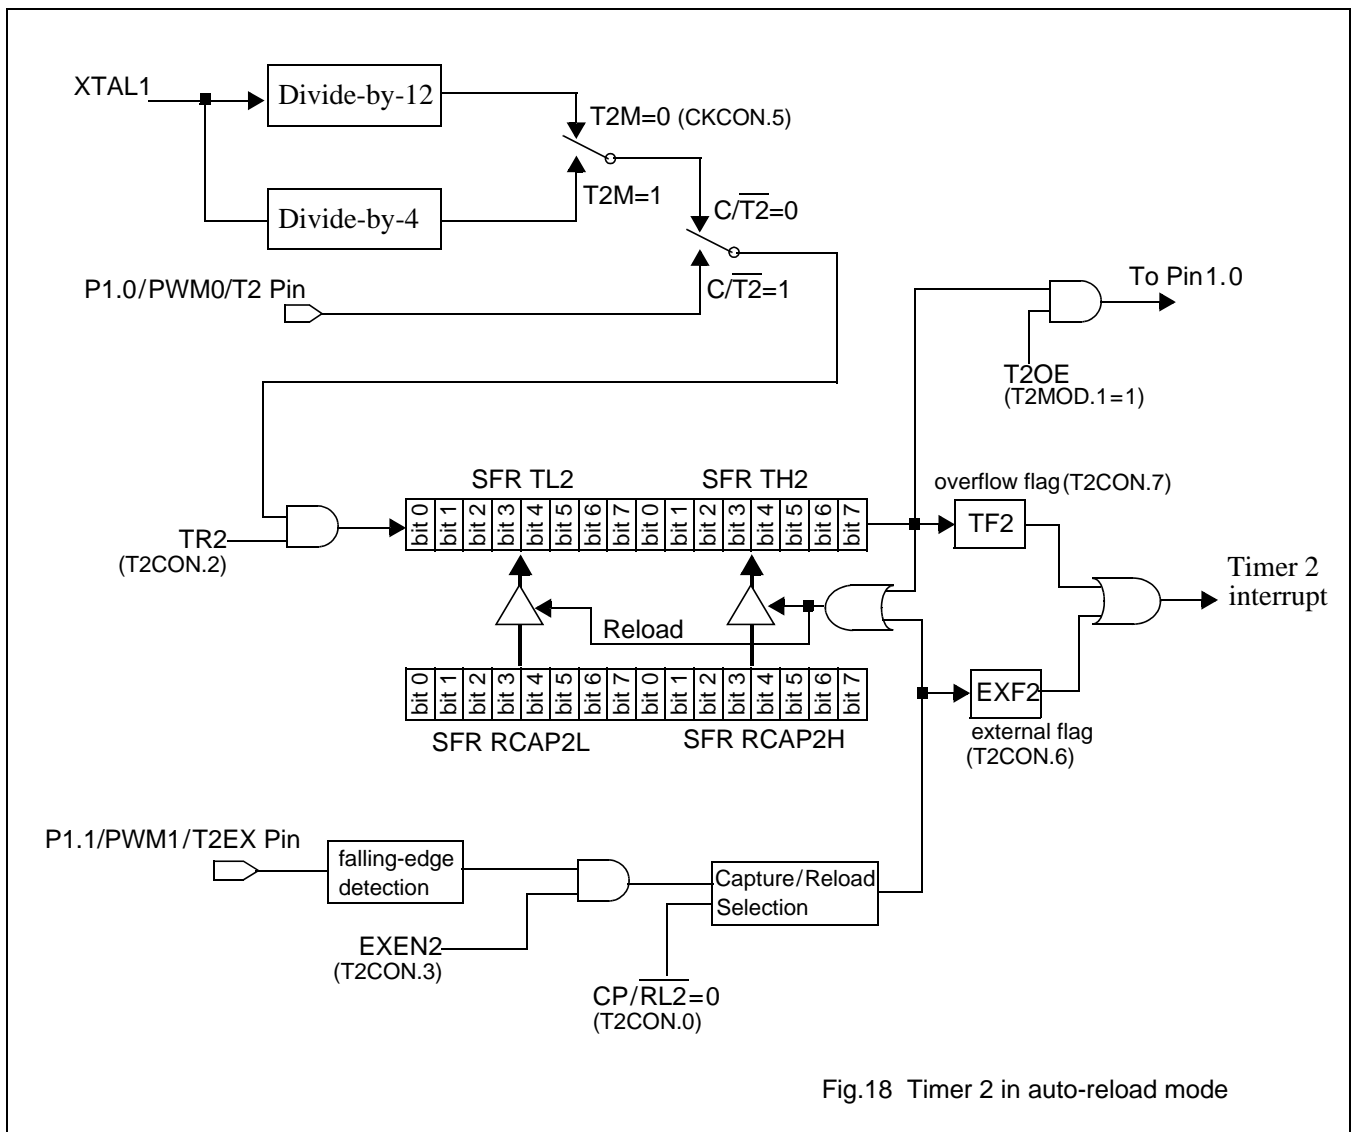 XTAL1
Divide-by-12
T2M=0 (CKCON.5)
Divide-by-4
T2M=1
C/T2=0
P1.0/PWM0/T2 Pin
C/T2=1
To Pin1.0
T2OE
(T2MOD.1=1)
SFR TL2
SFR TH2
overflow flag(T2CON.7)
bit 0 bit 1 bit 2 bit 3 bit 4 bit 5 bit 6 bit 7 bit 0 bit 1 bit 2 bit 3 bit 4 bit 5 bit 6 bit 7
TF2
TR2
(T2CON.2)
Timer 2
interrupt
Reload
bit 0 bit 1 bit 2 bit 3 bit 4 bit 5 bit 6 bit 7 bit 0 bit 1 bit 2 bit 3 bit 4 bit 5 bit 6 bit 7
EXF2
SFR RCAP2L
SFR RCAP2H
external flag
(T2CON.6)
P1.1/PWM1/T2EX Pin
falling-edge
detection
Capture/Reload
Selection
EXEN2
(T2CON.3)
CP/RL2=0
(T2CON.0)
Fig.18 Timer 2 in auto-reload mode